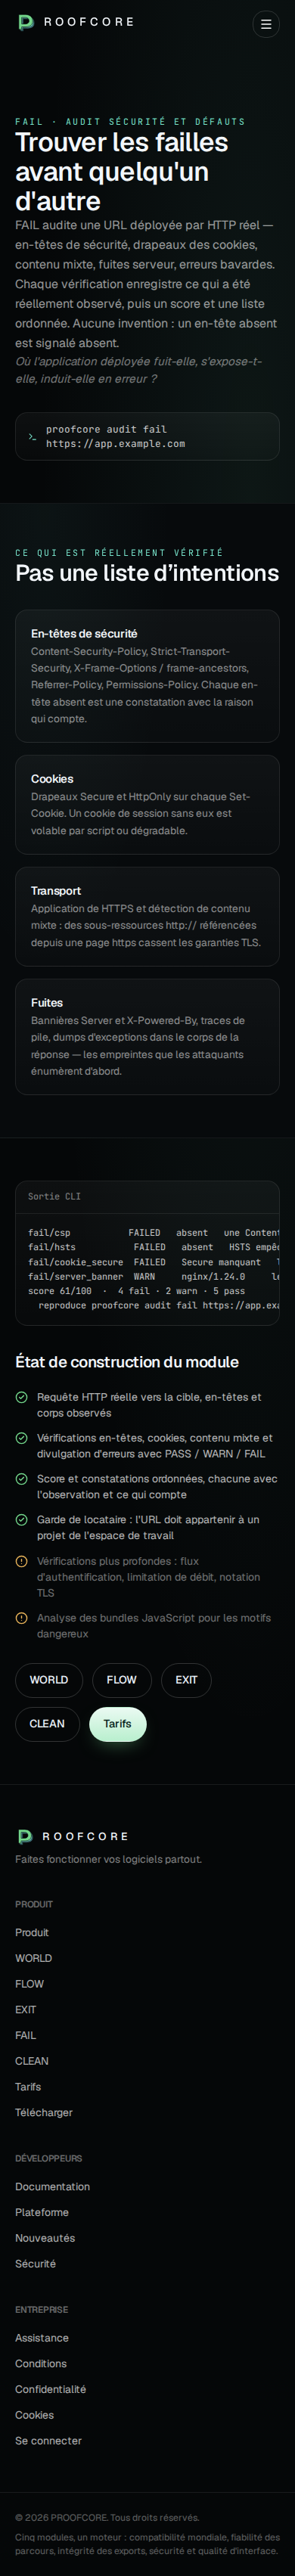 ROOFCORE
FAIL · AUDIT SÉCURITÉ ET DÉFAUTS
Trouver les failles
avant quelqu'un
d'autre
FAIL audite une URL déployée par HTTP réel —
en-têtes de sécurité, drapeaux des cookies,
contenu mixte, fuites serveur, erreurs bavardes.
Chaque vérification enregistre ce qui a été
réellement observé, puis un score et une liste
ordonnée. Aucune invention : un en-tête absent
est signalé absent.
Où l'application déployée fuit-elle, s'expose-t-
elle, induit-elle en erreur ?
proofcore audit fail
https://app.example.com
CE QUI EST RÉELLEMENT VÉRIFIÉ
Pas une liste d’intentions
En-têtes de sécurité
Content-Security-Policy, Strict-Transport-
Security, X-Frame-Options / frame-ancestors,
Referrer-Policy, Permissions-Policy. Chaque en-
tête absent est une constatation avec la raison
qui compte.
Cookies
Drapeaux Secure et HttpOnly sur chaque Set-
Cookie. Un cookie de session sans eux est
volable par script ou dégradable.
Transport
Application de HTTPS et détection de contenu
mixte : des sous-ressources http:// référencées
depuis une page https cassent les garanties TLS.
Fuites
Bannières Server et X-Powered-By, traces de
pile, dumps d'exceptions dans le corps de la
réponse — les empreintes que les attaquants
énumèrent d'abord.
Sortie CLI
fail/csp FAILED absent une Content
fail/hsts FAILED absent HSTS empêc
fail/cookie_secure FAILED Secure manquant
fail/server_banner WARN nginx/1.24.0 le
score 61/100 · 4 fail · 2 warn · 5 pass
reproduce proofcore audit fail https://app.exa
État de construction du module
Requête HTTP réelle vers la cible, en-têtes et
corps observés
Vérifications en-têtes, cookies, contenu mixte et
divulgation d'erreurs avec PASS / WARN / FAIL
Score et constatations ordonnées, chacune avec
l'observation et ce qui compte
Garde de locataire : l'URL doit appartenir à un
projet de l'espace de travail
Vérifications plus profondes : flux
d'authentification, limitation de débit, notation
TLS
Analyse des bundles JavaScript pour les motifs
dangereux
WORLD FLOW EXIT
CLEAN Tarifs
ROOFCORE
Faites fonctionner vos logiciels partout.
PRODUIT
Produit
WORLD
FLOW
EXIT
FAIL
CLEAN
Tarifs
Télécharger
DÉVELOPPEURS
Documentation
Plateforme
Nouveautés
Sécurité
ENTREPRISE
Assistance
Conditions
Confidentialité
Cookies
Se connecter
© 2026 PROOFCORE. Tous droits réservés.
Cinq modules, un moteur : compatibilité mondiale, fiabilité des
parcours, intégrité des exports, sécurité et qualité d'interface.